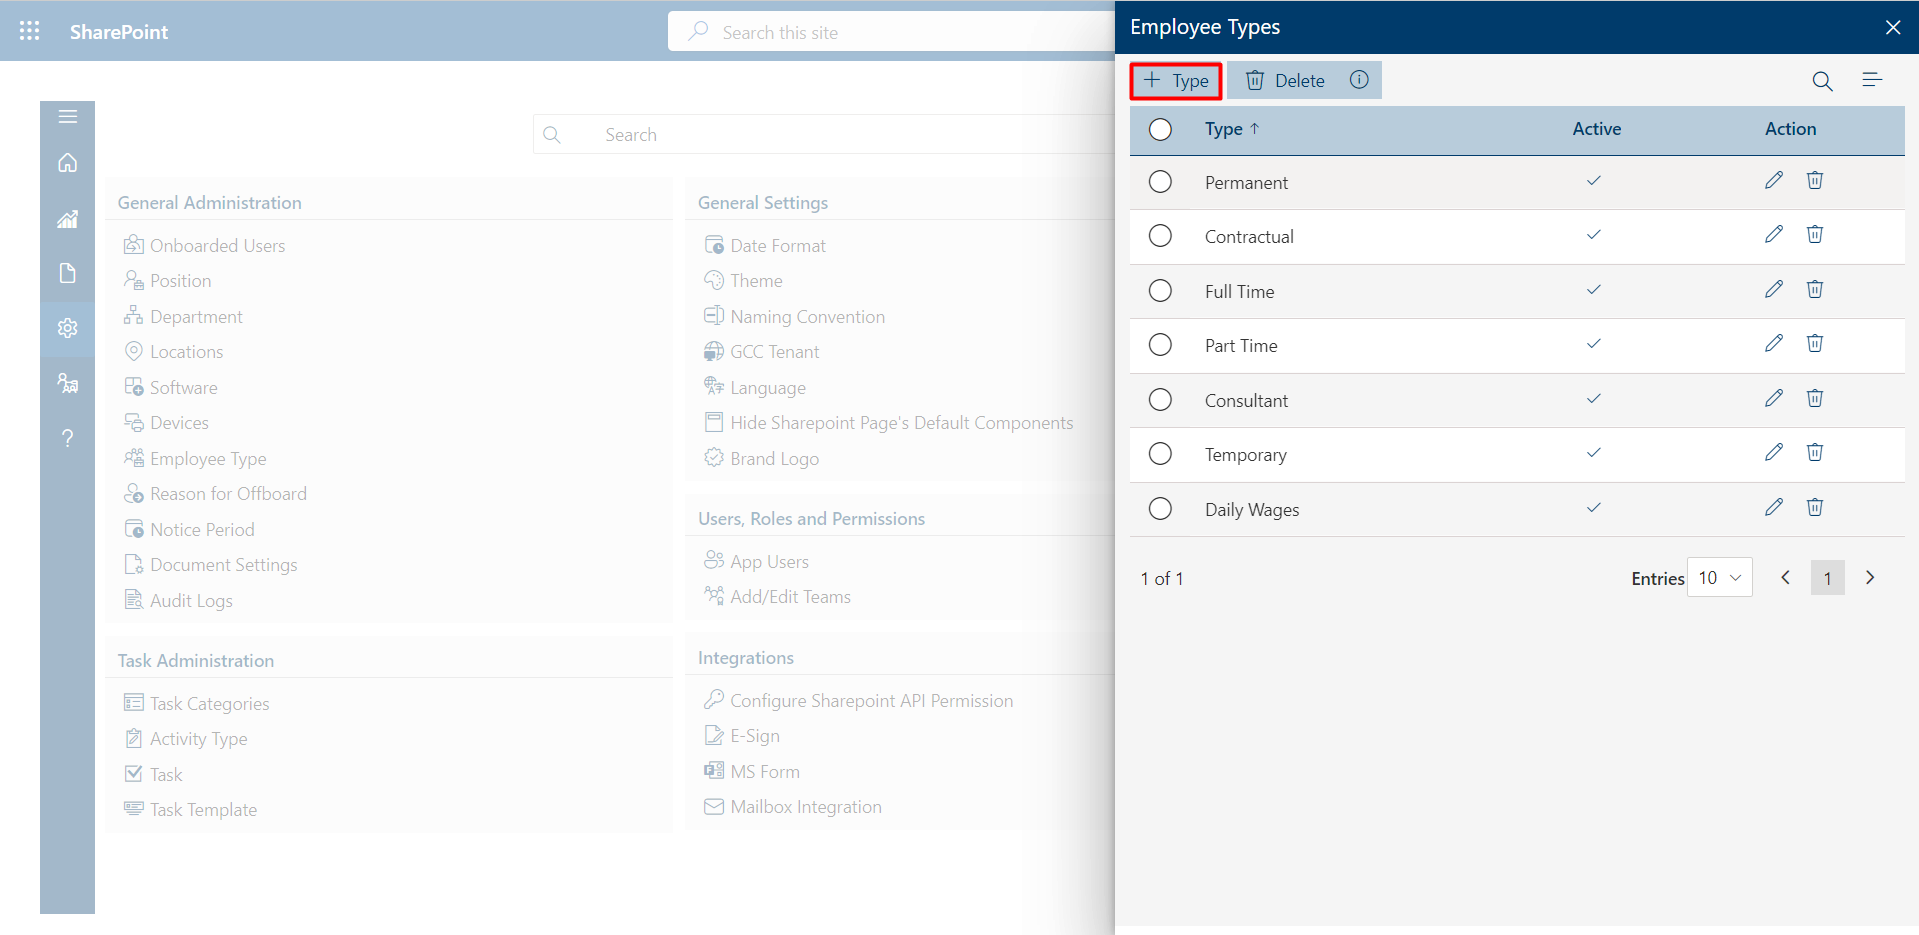 SharePoint
Search this site
Search
General Administration
Onboarded Users
Position
Department
Locations
Software
Devices
Employee Type
Reason for Offboard
Notice Period
Document Settings
Audit Logs
Task Administration
Task Categories
Activity Type
Task
Task Template
General Settings
Date Format
Theme
Naming Convention
GCC Tenant
Language
Hide Sharepoint Page's Default Components
Brand Logo
Users, Roles and Permissions
App Users
Add/Edit Teams
Integrations
Configure Sharepoint API Permission
E-Sign
MS Form
Mailbox Integration
Employee Types
+ Type Delete
Type ↑ Active Action
Permanent
Contractual
Full Time
Part Time
Consultant
Temporary
Daily Wages
1 of 1 Entries 10 1